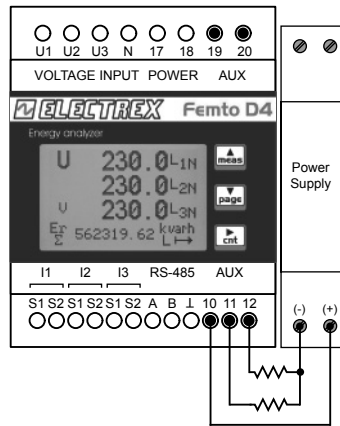 U1 U2 U3 N 17 18 19 20
VOLTAGE INPUT POWER AUX
ELECTREX Femto D4
Energy analyzer
U 230.0 L1N
230.0 L2N
U 230.0 L3N
Er Σ 562319.62 kvarh L
meas
page
cnt
Power
Supply
I1 I2 I3 RS-485 AUX
S1 S2 S1 S2 S1 S2 A B ⊥ 10 11 12
(-) (+)